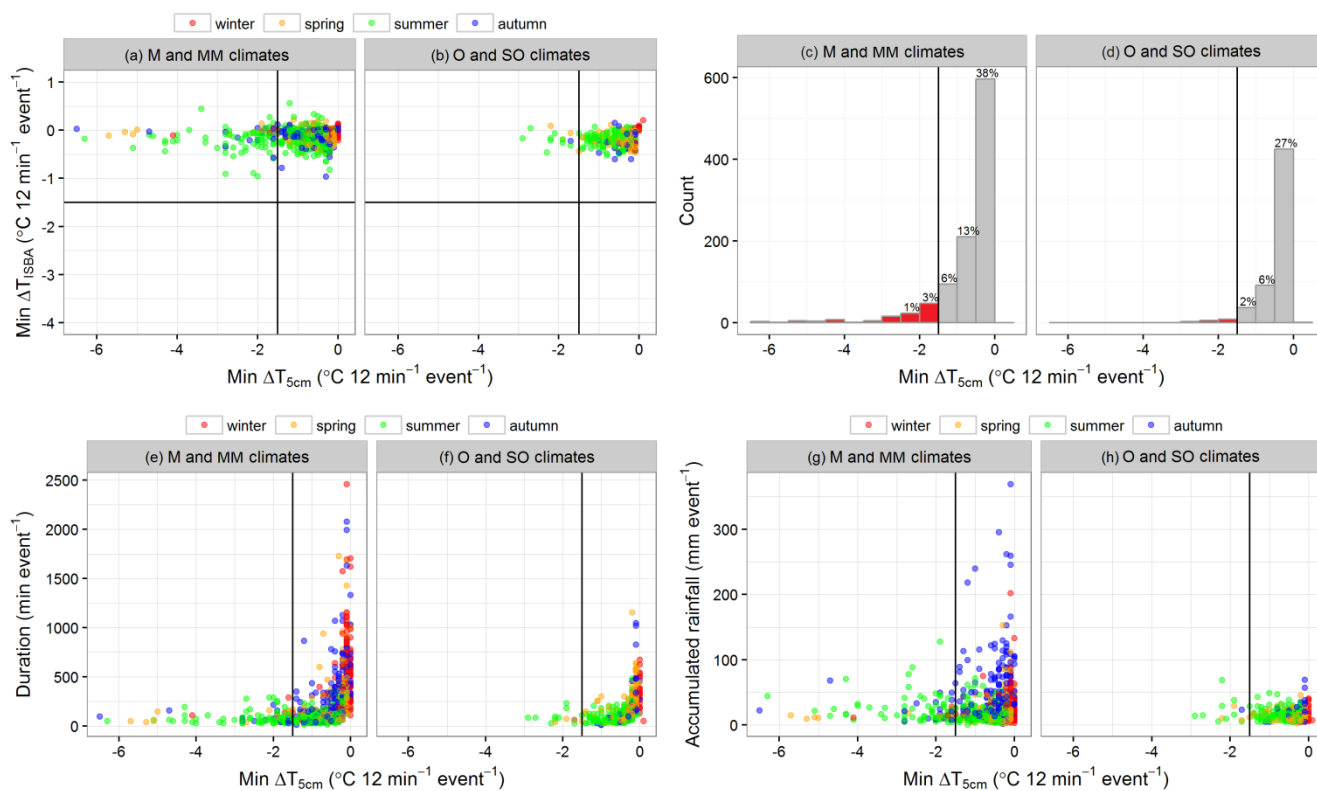 winter spring summer autumn
(a) M and MM climates (b) O and SO climates
1
0
-1
-2
-3
-4
Min ΔT5cm (°C 12 min−1 event−1)
Min ΔTISBA (°C 12 min−1 event−1)
-6 -4 -2 0 -6 -4 -2 0
(c) M and MM climates (d) O and SO climates
Count
600
400
200
0
1% 3% 6% 13% 38%
2% 6% 27%
-6 -4 -2 0 -6 -4 -2 0
Min ΔT5cm (°C 12 min−1 event−1)
winter spring summer autumn
(e) M and MM climates (f) O and SO climates
Duration (min event−1)
2500
2000
1500
1000
500
0
-6 -4 -2 0 -6 -4 -2 0
Min ΔT5cm (°C 12 min−1 event−1)
winter spring summer autumn
(g) M and MM climates (h) O and SO climates
Accumulated rainfall (mm event−1)
300
200
100
0
-6 -4 -2 0 -6 -4 -2 0
Min ΔT5cm (°C 12 min−1 event−1)